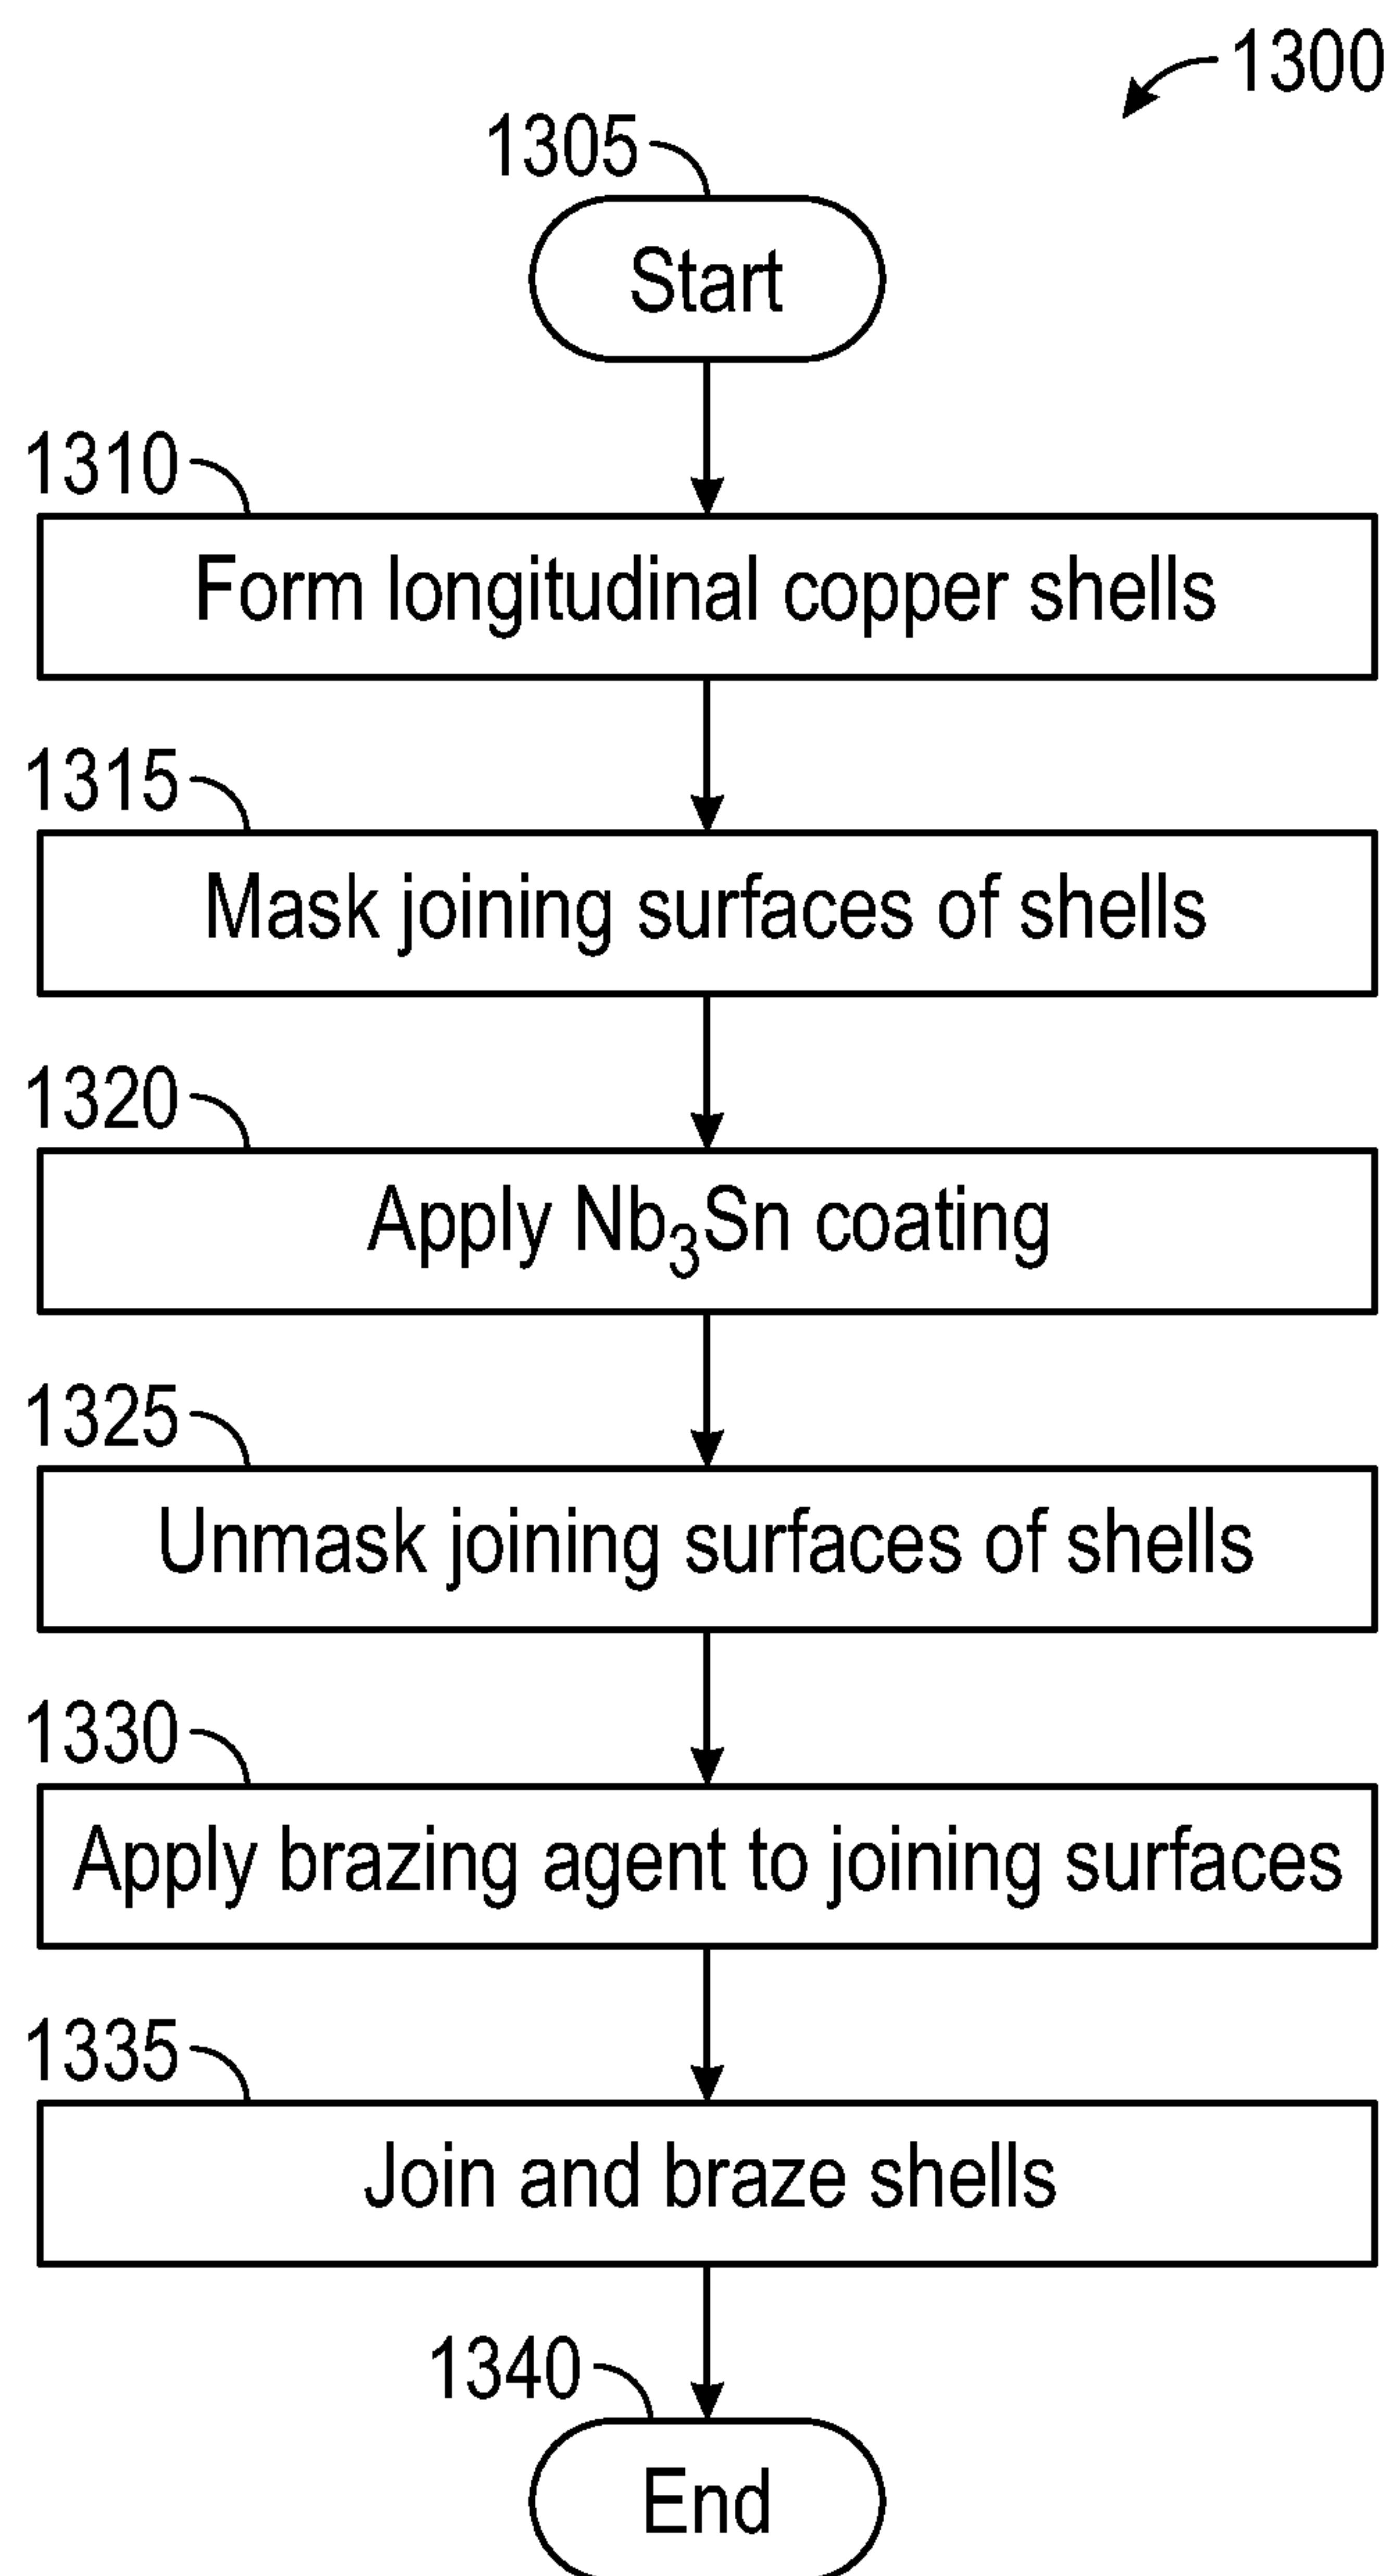 1300
1305
Start
1310
Form longitudinal copper shells
1315
Mask joining surfaces of shells
1320
Apply Nb₃Sn coating
1325
Unmask joining surfaces of shells
1330
Apply brazing agent to joining surfaces
1335
Join and braze shells
1340
End